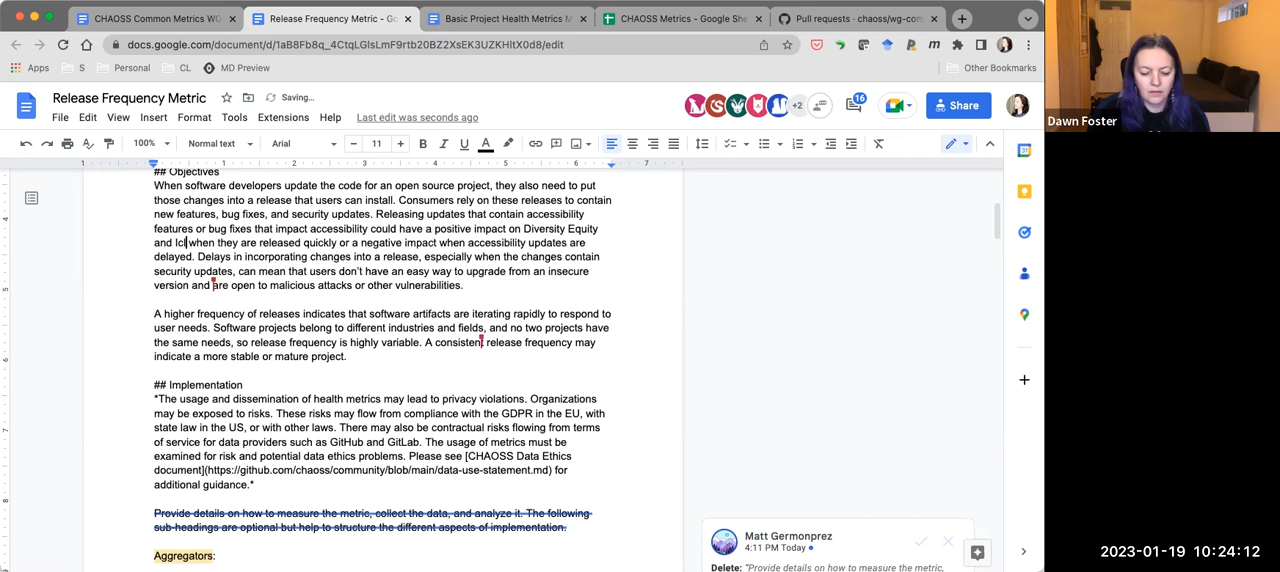 CHAOSS Common Metrics WG
Release Frequency Metric - Go
Basic Project Health Metrics M
CHAOSS Metrics - Google She
Pull requests · chaoss/wg-com
docs.google.com/document/d/1aB8Fb8q_4CtqLGlsLmF9rtb20BZ2XsEK3UZKHltX0d8/edit
Apps
S
Personal
CL
MD Preview
Other Bookmarks
Release Frequency Metric
Saving...
File Edit View Insert Format Tools Extensions Help
Last edit was seconds ago
+2
16
Share
100%
Normal text
Arial
11
1 1 2 3 4 5 6 7
## Objectives
When software developers update the code for an open source project, they also need to put
those changes into a release that users can install. Consumers rely on these releases to contain
new features, bug fixes, and security updates. Releasing updates that contain accessibility
features or bug fixes that impact accessibility could have a positive impact on Diversity Equity
and Icl when they are released quickly or a negative impact when accessibility updates are
delayed. Delays in incorporating changes into a release, especially when the changes contain
security updates, can mean that users don't have an easy way to upgrade from an insecure
version and are open to malicious attacks or other vulnerabilities.
A higher frequency of releases indicates that software artifacts are iterating rapidly to respond to
user needs. Software projects belong to different industries and fields, and no two projects have
the same needs, so release frequency is highly variable. A consistent release frequency may
indicate a more stable or mature project.
## Implementation
*The usage and dissemination of health metrics may lead to privacy violations. Organizations
may be exposed to risks. These risks may flow from compliance with the GDPR in the EU, with
state law in the US, or with other laws. There may also be contractual risks flowing from terms
of service for data providers such as GitHub and GitLab. The usage of metrics must be
examined for risk and potential data ethics problems. Please see [CHAOSS Data Ethics
document](https://github.com/chaoss/community/blob/main/data-use-statement.md) for
additional guidance.*
Provide details on how to measure the metric, collect the data, and analyze it. The following
sub-headings are optional but help to structure the different aspects of implementation.
Aggregators:
Matt Germonprez
4:11 PM Today
Delete: "Provide details on how to measure the metric,
Dawn Foster
2023-01-19 10:24:12